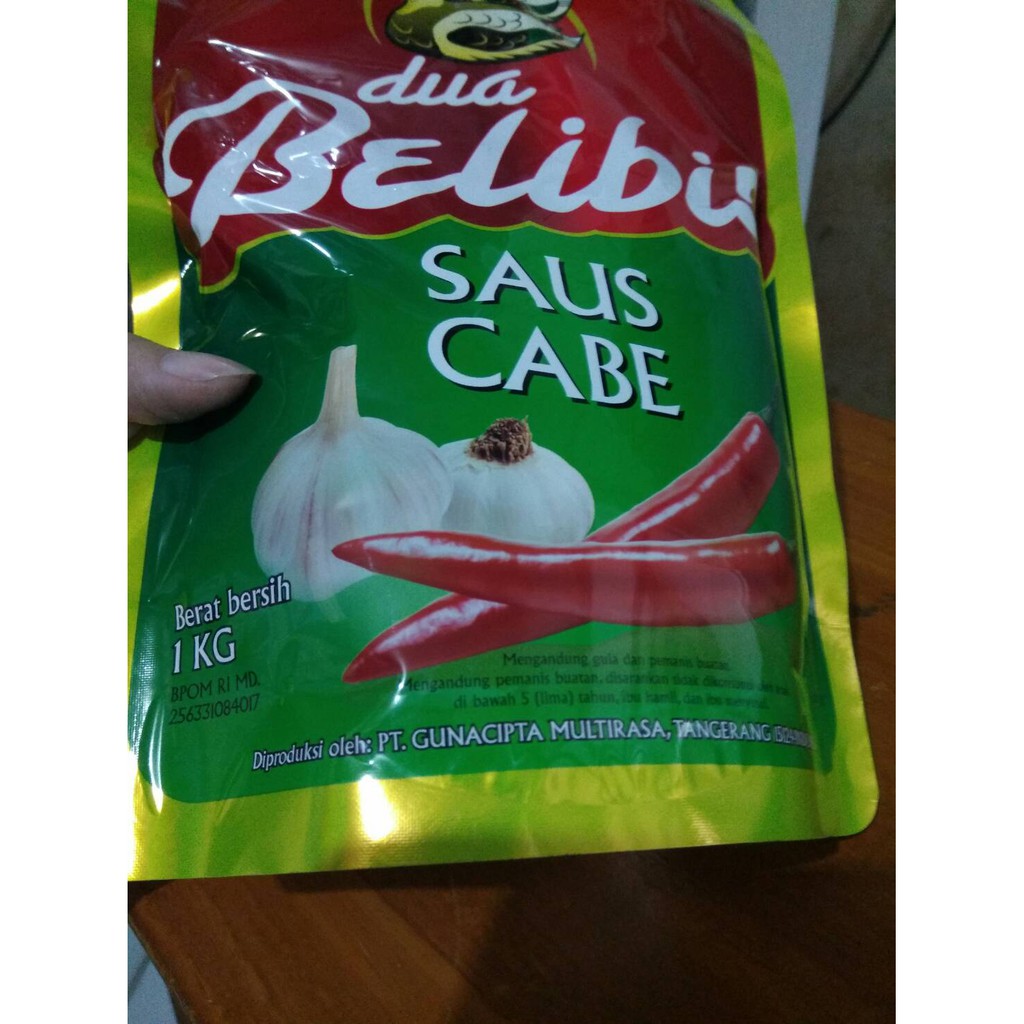 dua
Belibis
SAUS
CABE
Berat bersih
1 KG
BPOM RI MD.
256331084017
Mengandung gula dan pemanis buatan.
Mengandung pemanis buatan, disarankan tidak dikonsumsi oleh anak
di bawah 5 (lima) tahun, ibu hamil, dan ibu menyusui.
Diproduksi oleh: PT. GUNACIPTA MULTIRASA, TANGERANG